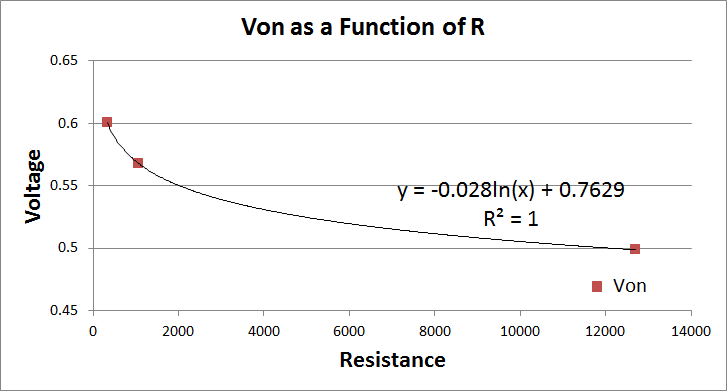 Von as a Function of R
0.65
0.6
0.55
0.5
0.45
Voltage
y = -0.028ln(x) + 0.7629
R² = 1
Von
0 2000 4000 6000 8000 10000 12000 14000
Resistance